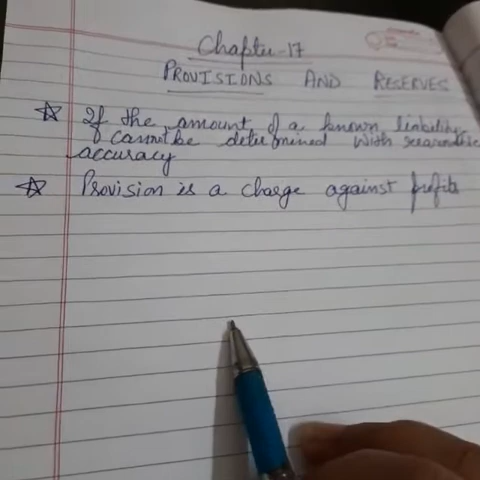 Chapter-17
PROVISIONS AND RESERVES
☆ If the amount of a known liability
cannot be determined with reasonable
accuracy
☆ Provision is a charge against profits